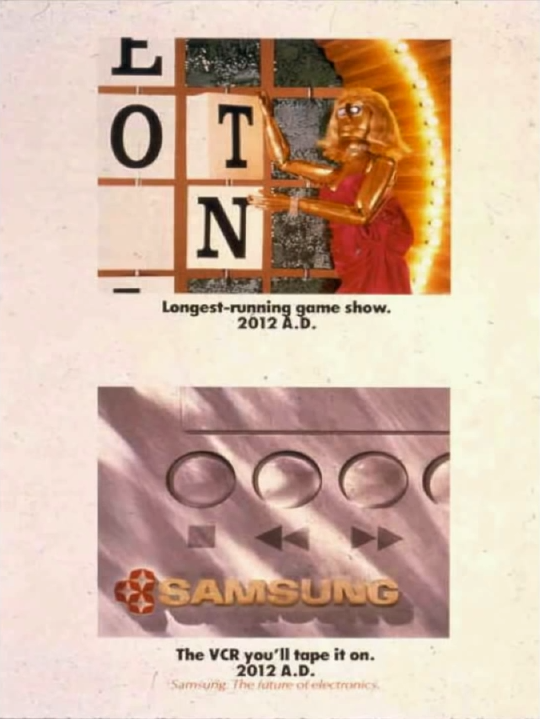 E
O T
N
Longest-running game show.
2012 A.D.
SAMSUNG
The VCR you'll tape it on.
2012 A.D.
Samsung. The future of electronics.